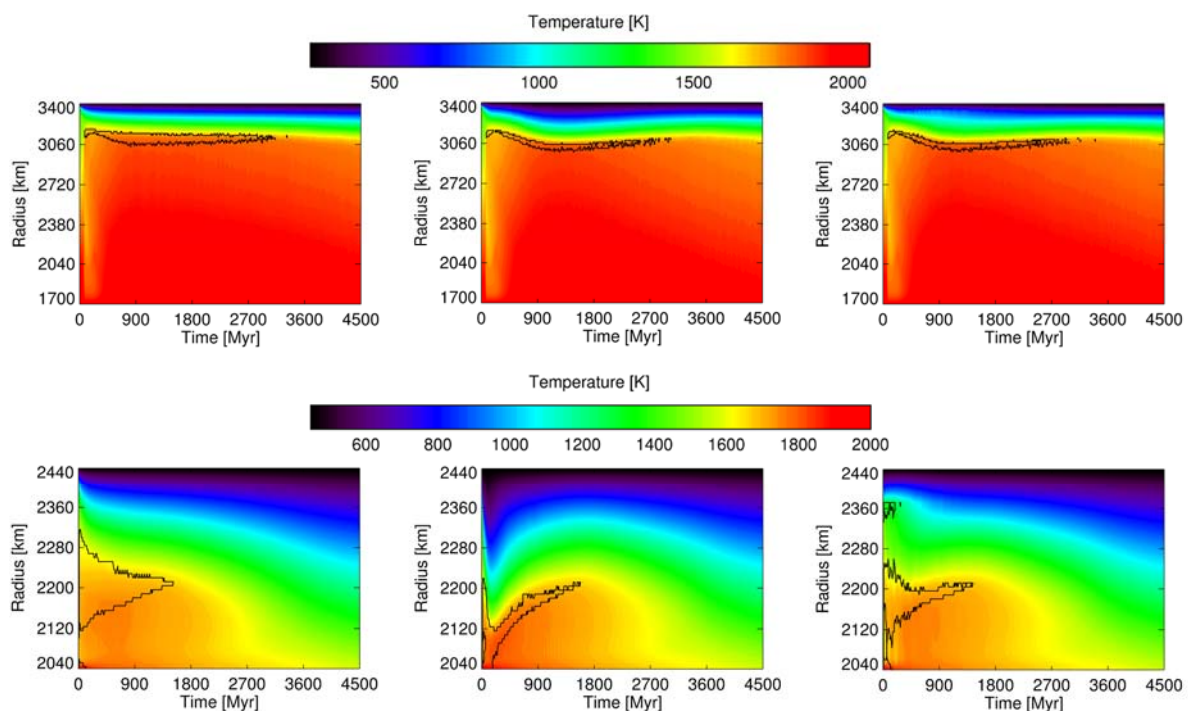 Temperature [K]
500 1000 1500 2000
3400 3400 3400
3060 3060 3060
2720 2720 2720
2380 2380 2380
2040 2040 2040
1700 1700 1700
Radius [km] Radius [km] Radius [km]
0 900 1800 2700 3600 4500 0 900 1800 2700 3600 4500 0 900 1800 2700 3600 4500
Time [Myr] Time [Myr] Time [Myr]
Temperature [K]
600 800 1000 1200 1400 1600 1800 2000
2440 2440 2440
2360 2360 2360
2280 2280 2280
2200 2200 2200
2120 2120 2120
2040 2040 2040
Radius [km] Radius [km] Radius [km]
0 900 1800 2700 3600 4500 0 900 1800 2700 3600 4500 0 900 1800 2700 3600 4500
Time [Myr] Time [Myr] Time [Myr]